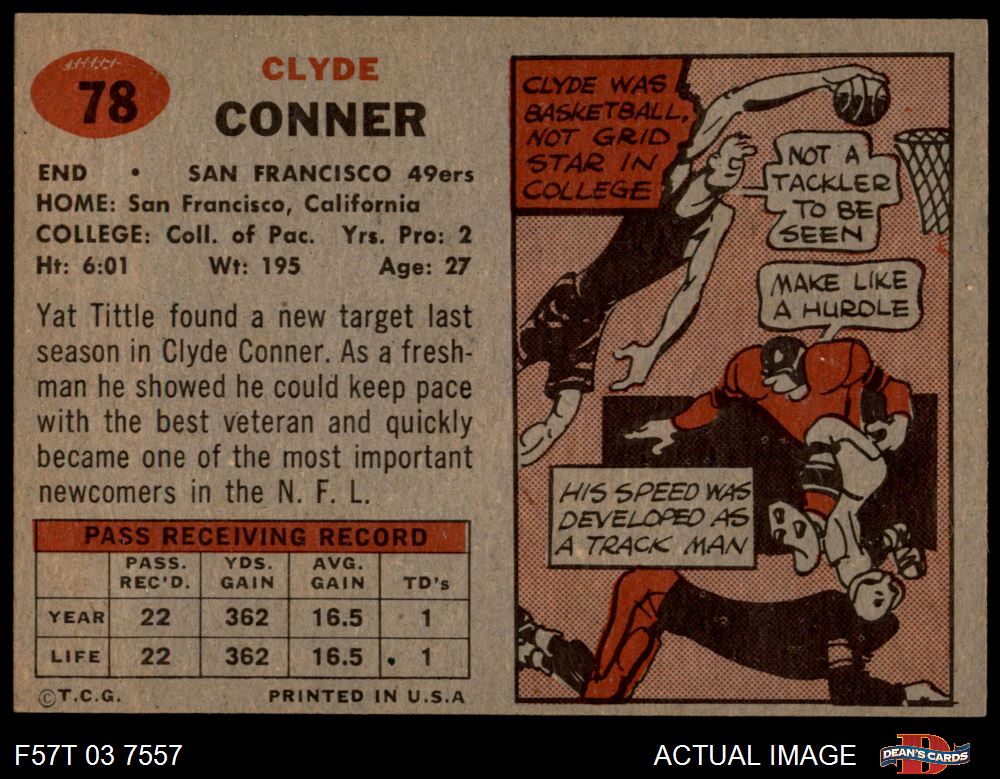 78
CLYDE
CONNER
END • SAN FRANCISCO 49ers
HOME: San Francisco, California
COLLEGE: Coll. of Pac. Yrs. Pro: 2
Ht: 6:01 Wt: 195 Age: 27
Yat Tittle found a new target last
season in Clyde Conner. As a fresh-
man he showed he could keep pace
with the best veteran and quickly
became one of the most important
newcomers in the N. F. L.
PASS RECEIVING RECORD
PASS. REC'D. YDS. GAIN AVG. GAIN TD's
YEAR 22 362 16.5 1
LIFE 22 362 16.5 1
©T.C.G. PRINTED IN U.S.A
CLYDE WAS
BASKETBALL,
NOT GRID
STAR IN
COLLEGE
NOT A
TACKLER
TO BE
SEEN
MAKE LIKE
A HURDLE
HIS SPEED WAS
DEVELOPED AS
A TRACK MAN
F57T 03 7557
ACTUAL IMAGE
DEAN'S CARDS